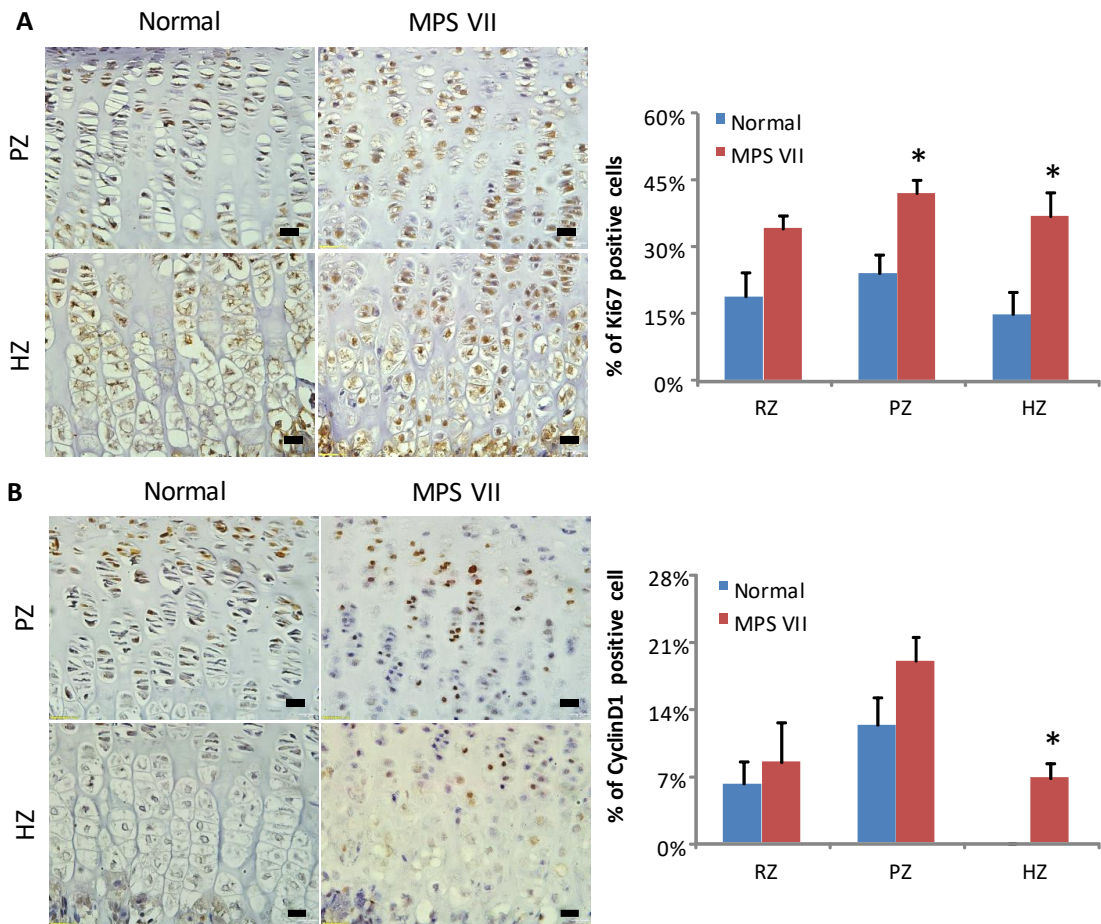 A
Normal
MPS VII
PZ
HZ
% of Ki67 positive cells
60%
45%
30%
15%
0%
Normal
MPS VII
*
*
RZ
PZ
HZ
B
Normal
MPS VII
PZ
HZ
% of CyclinD1 positive cell
28%
21%
14%
7%
0%
Normal
MPS VII
*
RZ
PZ
HZ